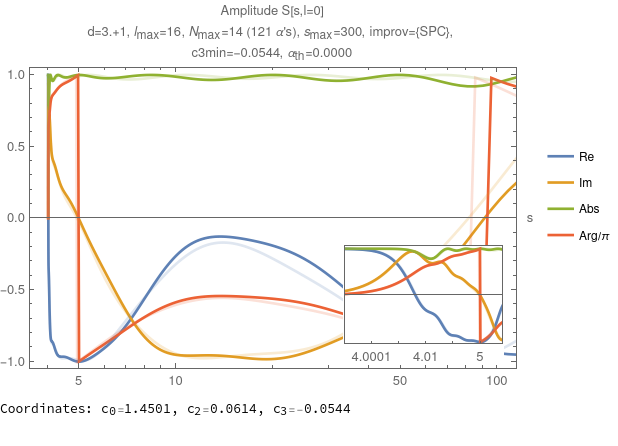 Amplitude S[s,l=0]
d=3.+1, lmax=16, Nmax=14 (121 α's), smax=300, improv={SPC},
c3min=-0.0544, αth=0.0000
1.0
0.5
0.0
-0.5
-1.0
5
10
50
100
s
Re
Im
Abs
Arg/π
4.0001
4.01
5
Coordinates: c0=1.4501, c2=0.0614, c3=-0.0544